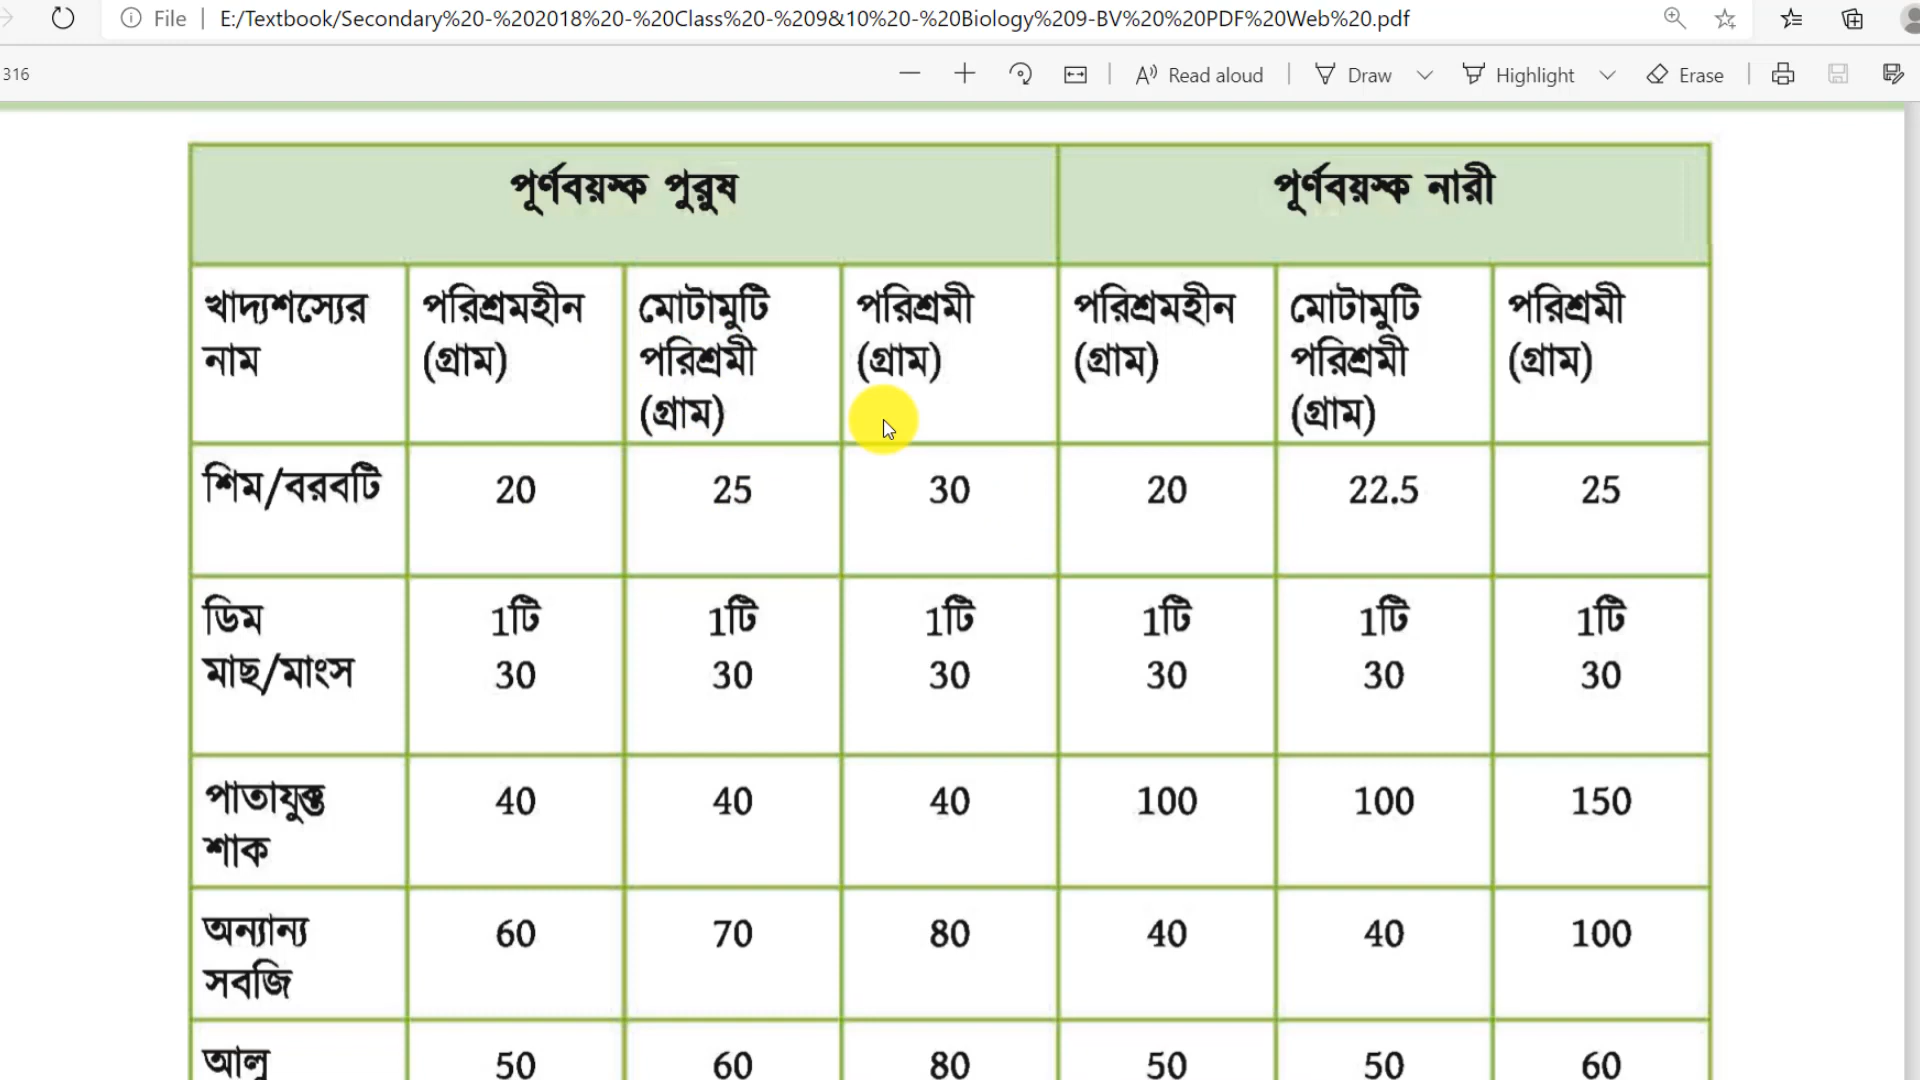 File | E:/Textbook/Secondary%20-%202018%20-%20Class%20-%209&10%20-%20Biology%209-BV%20%20PDF%20Web%20.pdf
316 Read aloud Draw Highlight Erase
পূর্ণবয়স্ক পুরুষ পূর্ণবয়স্ক নারী
খাদ্যশস্যের পরিশ্রমহীন মোটামুটি পরিশ্রমী পরিশ্রমহীন মোটামুটি পরিশ্রমী
নাম (গ্রাম) পরিশ্রমী (গ্রাম) (গ্রাম) পরিশ্রমী (গ্রাম)
(গ্রাম) (গ্রাম)
শিম/বরবটি 20 25 30 20 22.5 25
ডিম 1টি 1টি 1টি 1টি 1টি 1টি
মাছ/মাংস 30 30 30 30 30 30
পাতাযুক্ত 40 40 40 100 100 150
শাক
অন্যান্য 60 70 80 40 40 100
সবজি
আলু 50 60 80 50 50 60